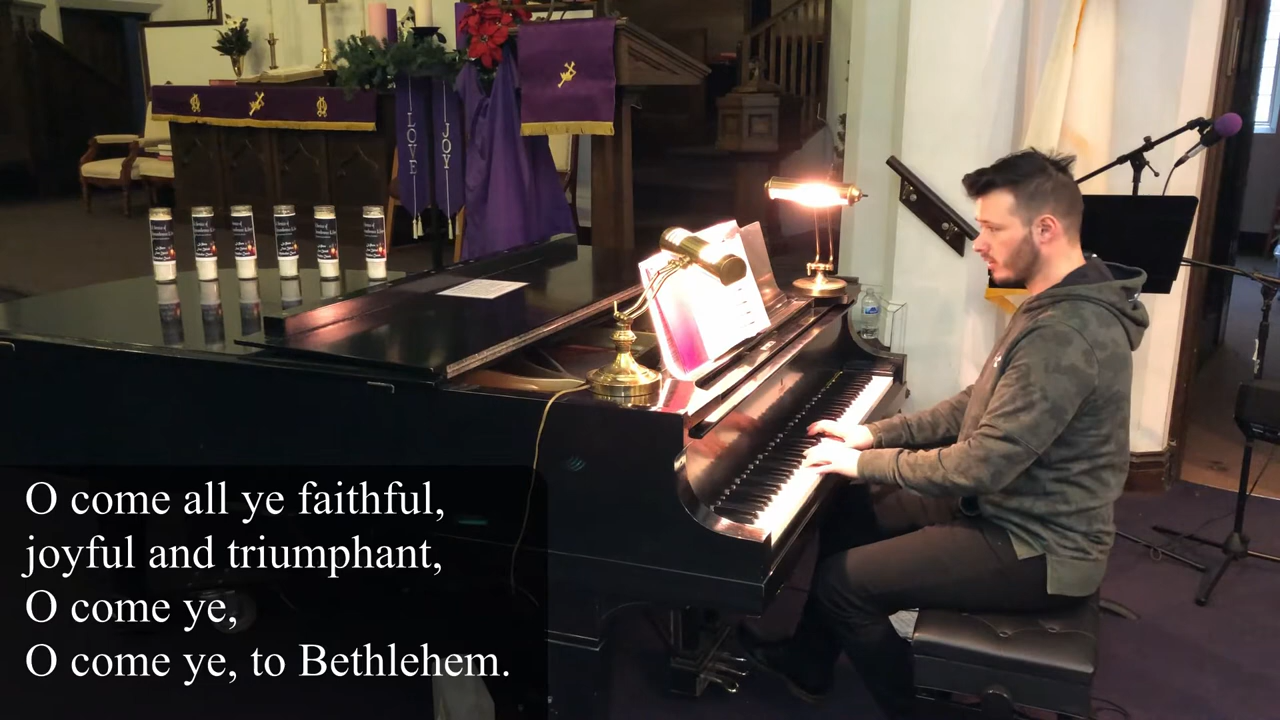 LOVE
JOY
O come all ye faithful,
joyful and triumphant,
O come ye,
O come ye, to Bethlehem.